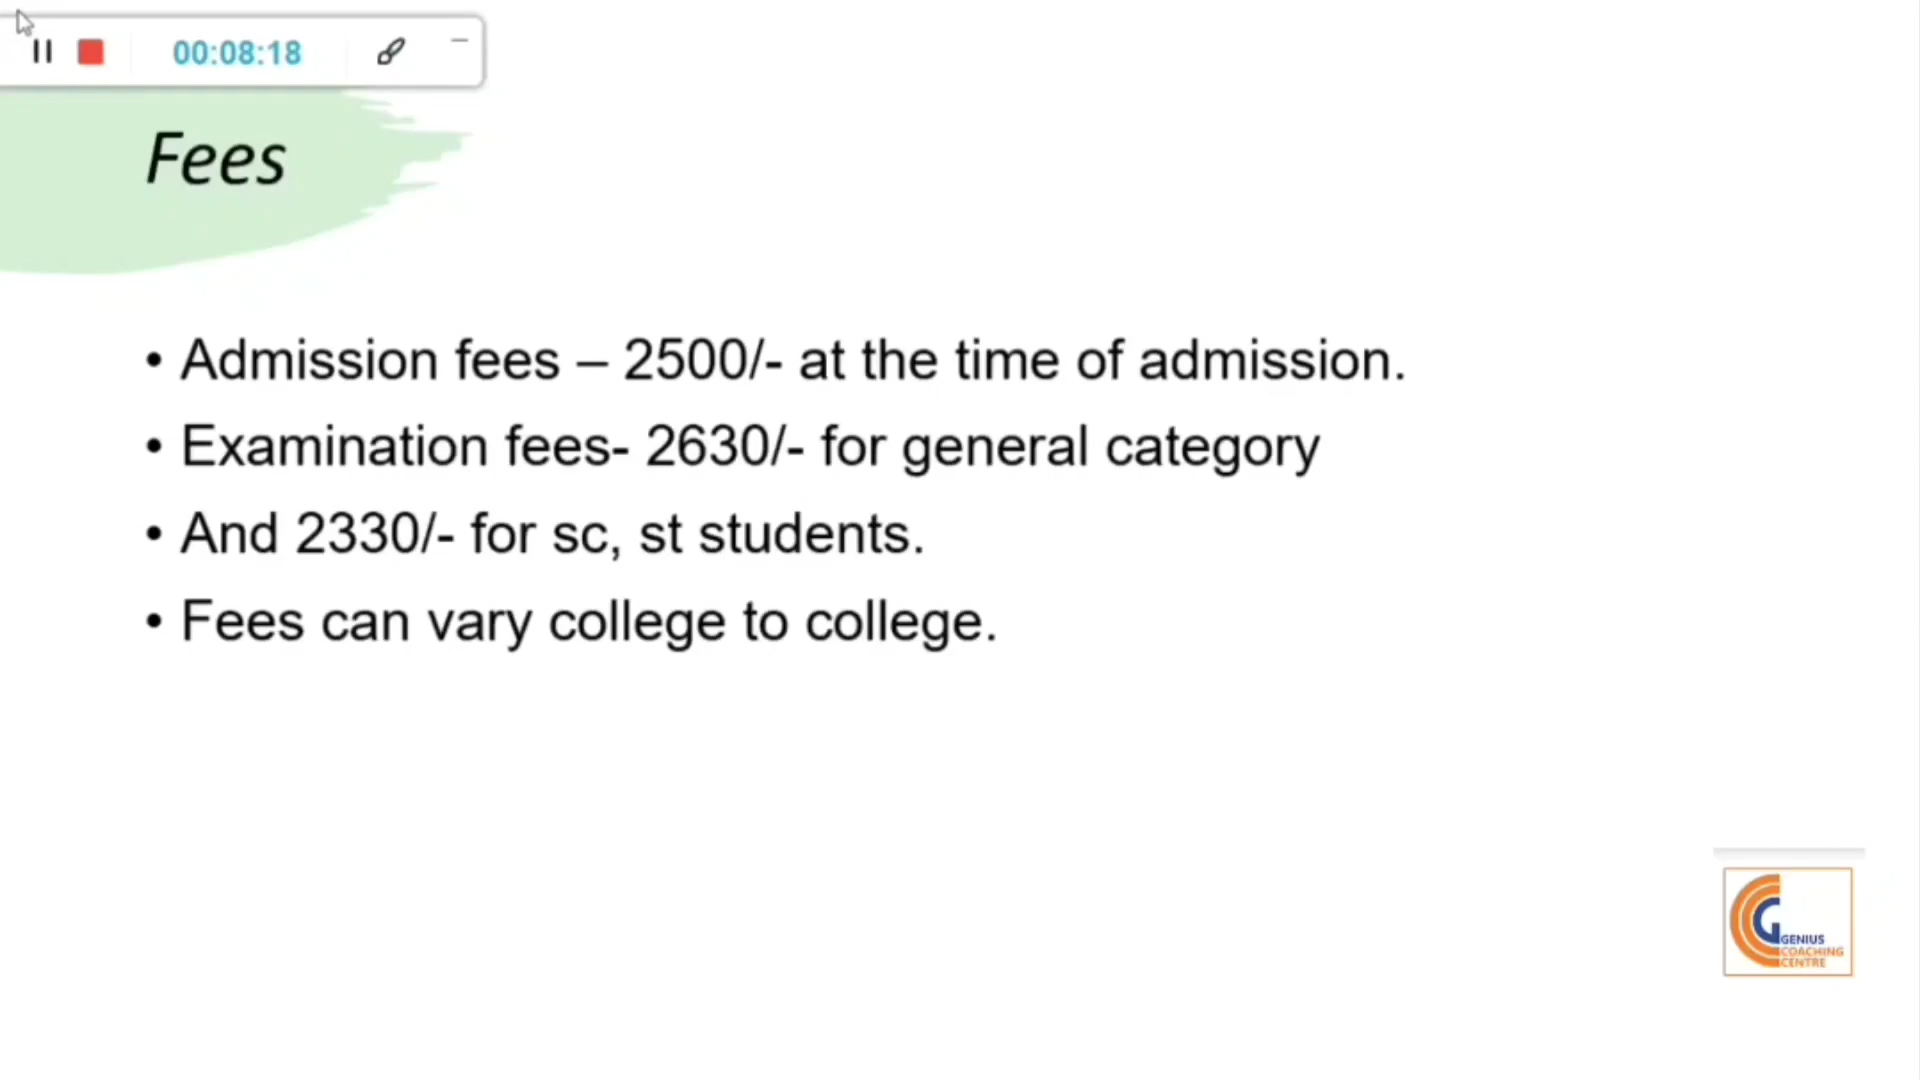 00:08:18
Fees
• Admission fees – 2500/- at the time of admission.
• Examination fees- 2630/- for general category
• And 2330/- for sc, st students.
• Fees can vary college to college.
GENIUS
COACHING
CENTRE